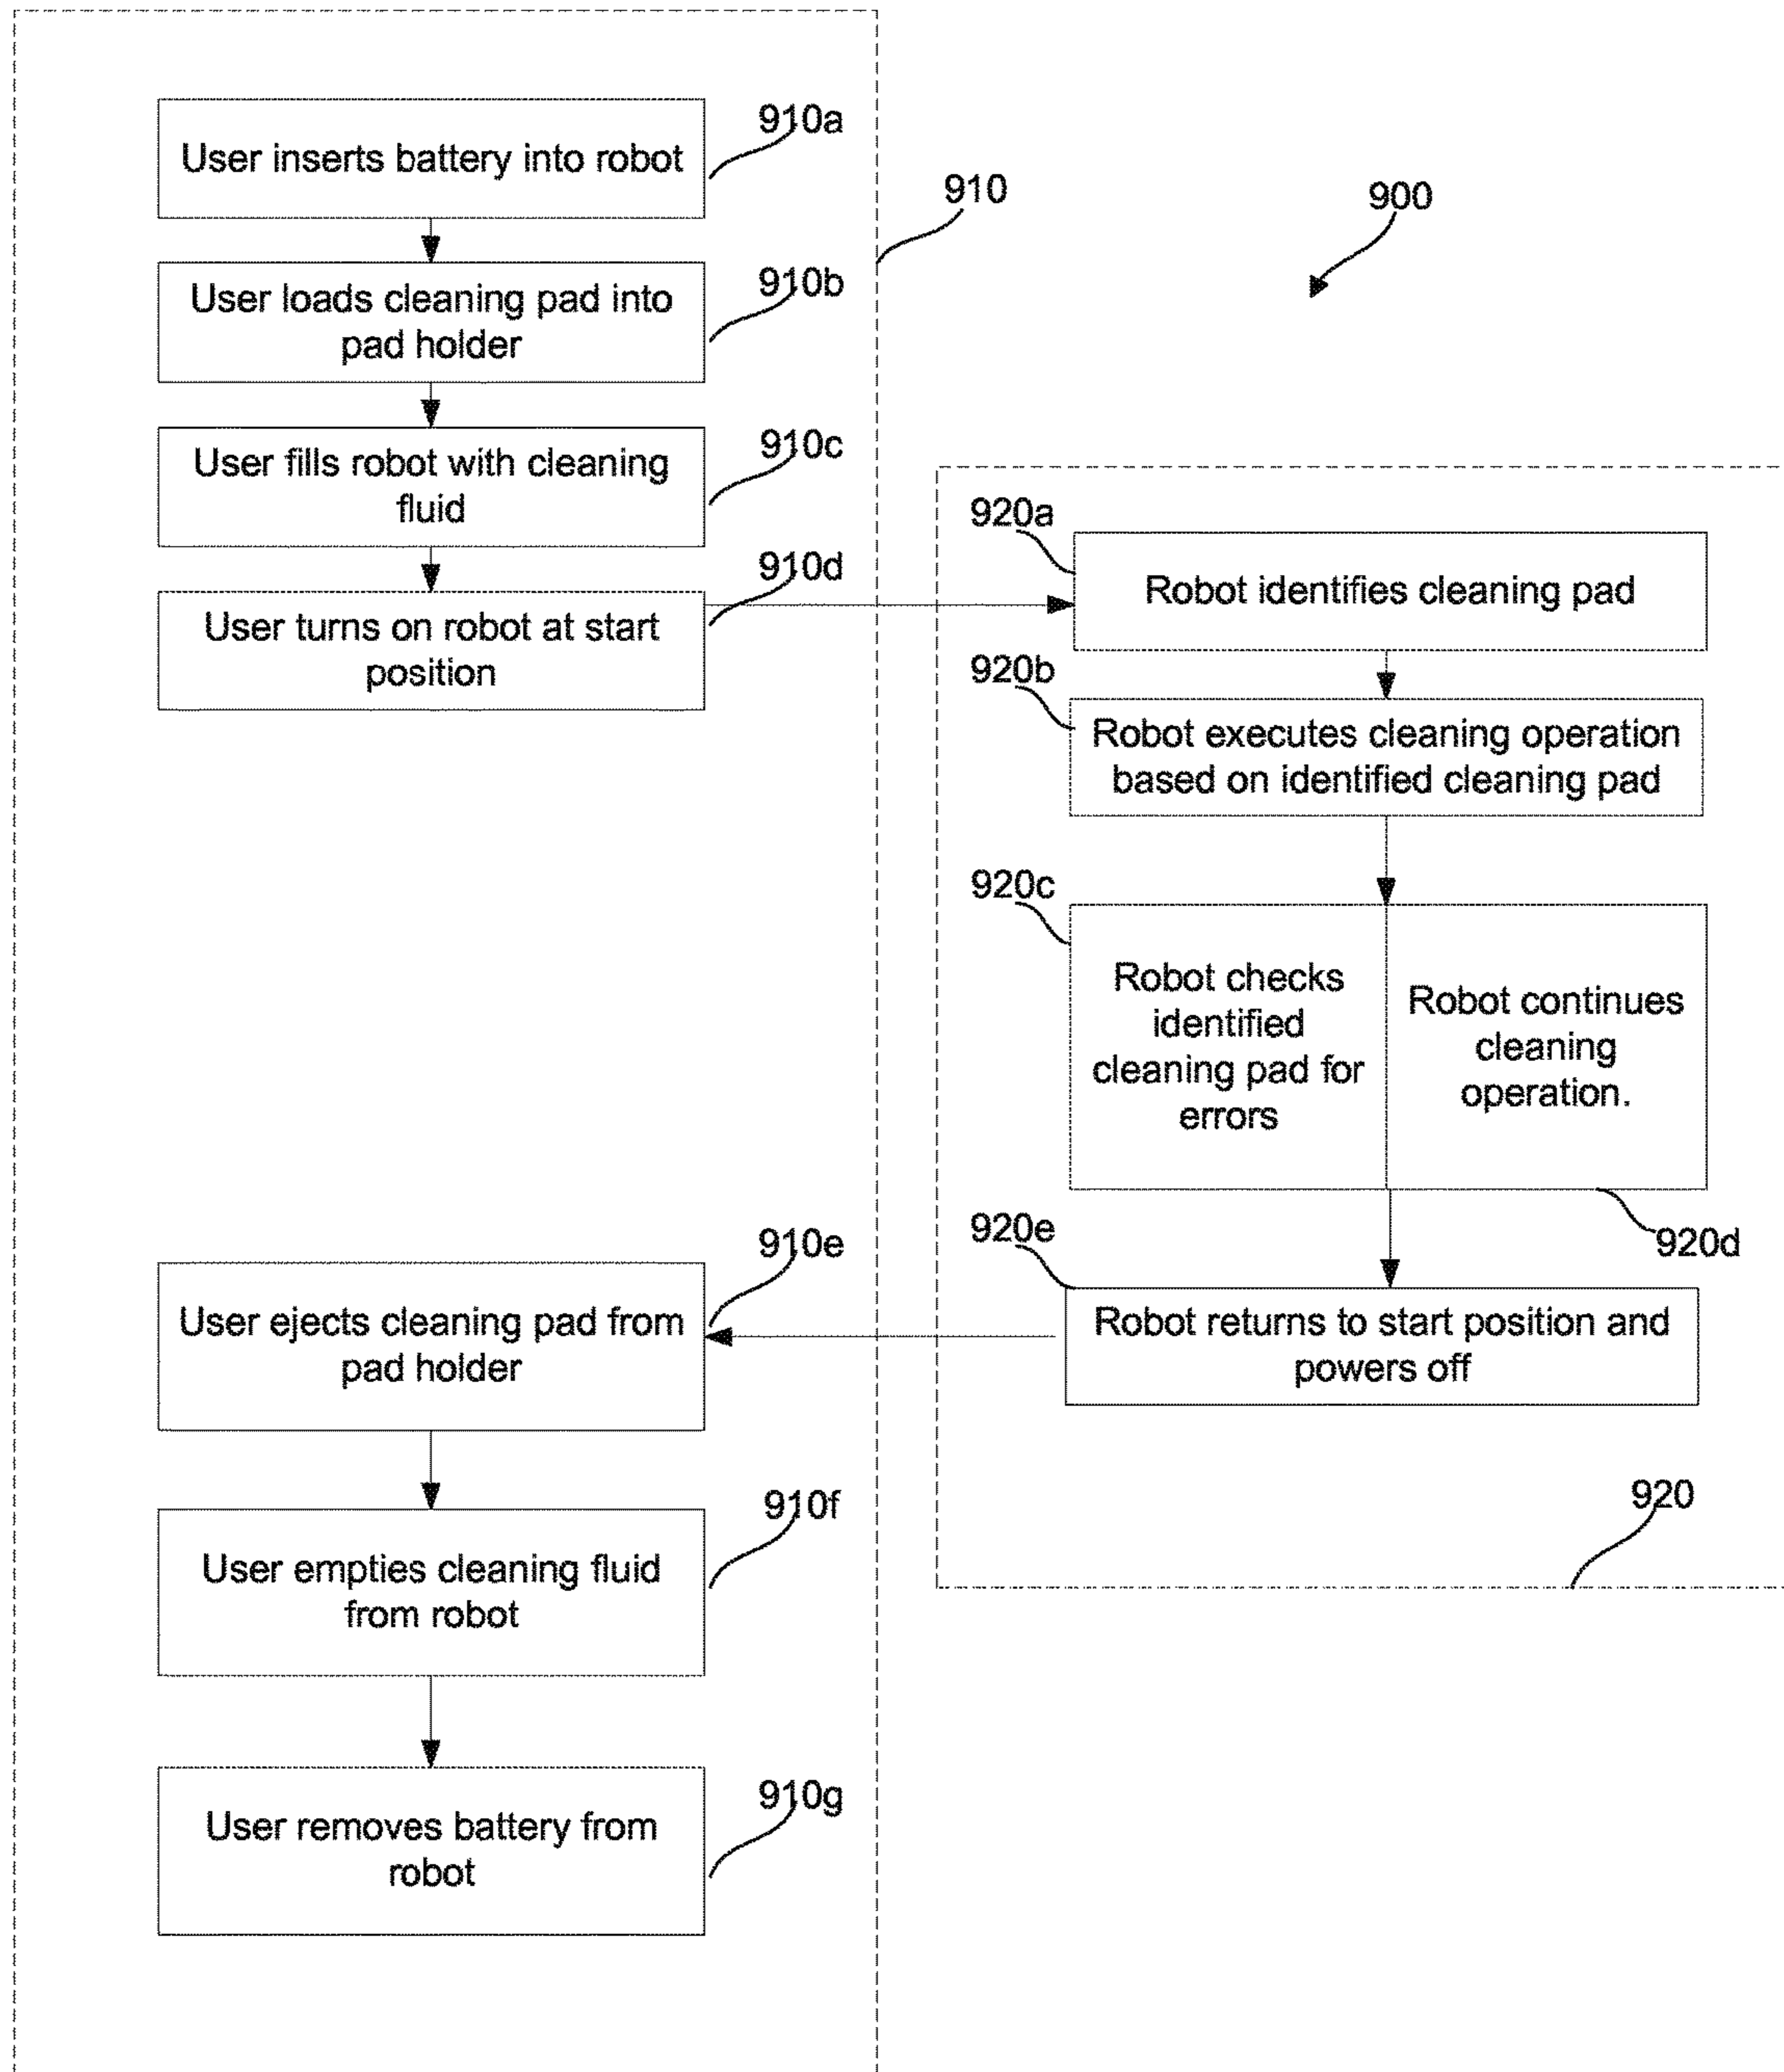 910a
User inserts battery into robot
910
900
910b
User loads cleaning pad into
pad holder
910c
User fills robot with cleaning
fluid
910d
User turns on robot at start
position
920a
Robot identifies cleaning pad
920b
Robot executes cleaning operation
based on identified cleaning pad
920c
Robot checks
identified
cleaning pad for
errors
Robot continues
cleaning
operation.
920d
920e
Robot returns to start position and
powers off
910e
User ejects cleaning pad from
pad holder
920
910f
User empties cleaning fluid
from robot
910g
User removes battery from
robot